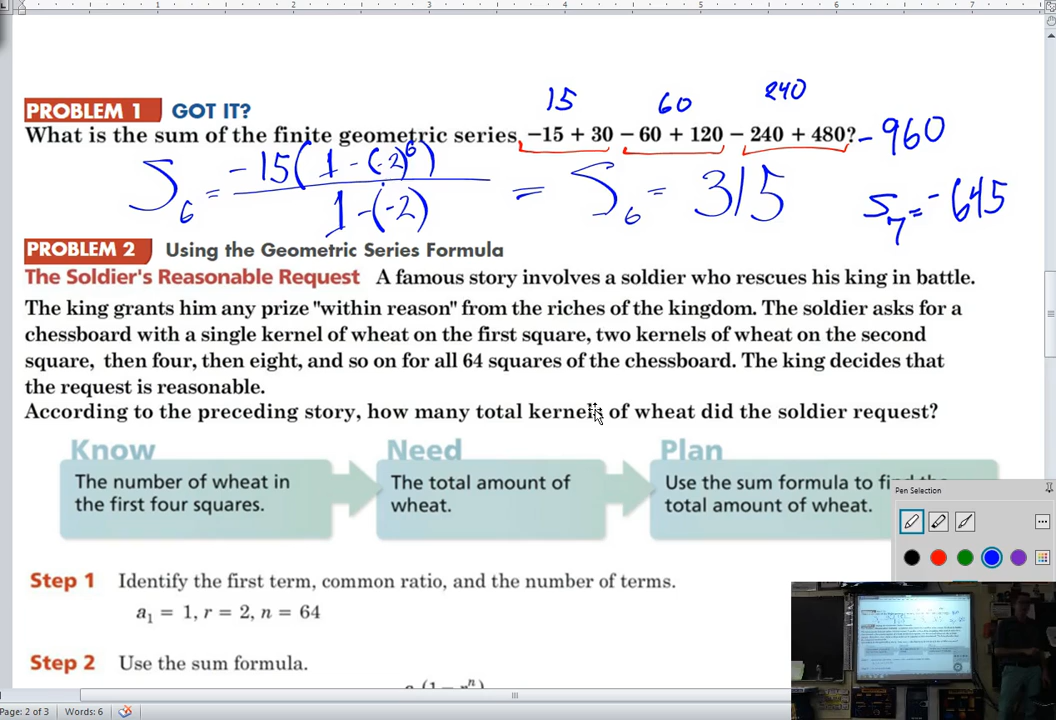 1 2 3 4 5 6 7
15 60 240
PROBLEM 1 GOT IT?
What is the sum of the finite geometric series, −15 + 30 − 60 + 120 − 240 + 480? -960
S6 = -15(1-(-2)^6) / 1-(-2) = S6 = 315 S7 = -645
PROBLEM 2 Using the Geometric Series Formula
The Soldier's Reasonable Request A famous story involves a soldier who rescues his king in battle.
The king grants him any prize "within reason" from the riches of the kingdom. The soldier asks for a
chessboard with a single kernel of wheat on the first square, two kernels of wheat on the second
square, then four, then eight, and so on for all 64 squares of the chessboard. The king decides that
the request is reasonable.
According to the preceding story, how many total kernels of wheat did the soldier request?
Know Need Plan
The number of wheat in The total amount of Use the sum formula to find the
the first four squares. wheat. total amount of wheat.
Pen Selection
Step 1 Identify the first term, common ratio, and the number of terms.
a1 = 1, r = 2, n = 64
Step 2 Use the sum formula.
Page: 2 of 3 Words: 6